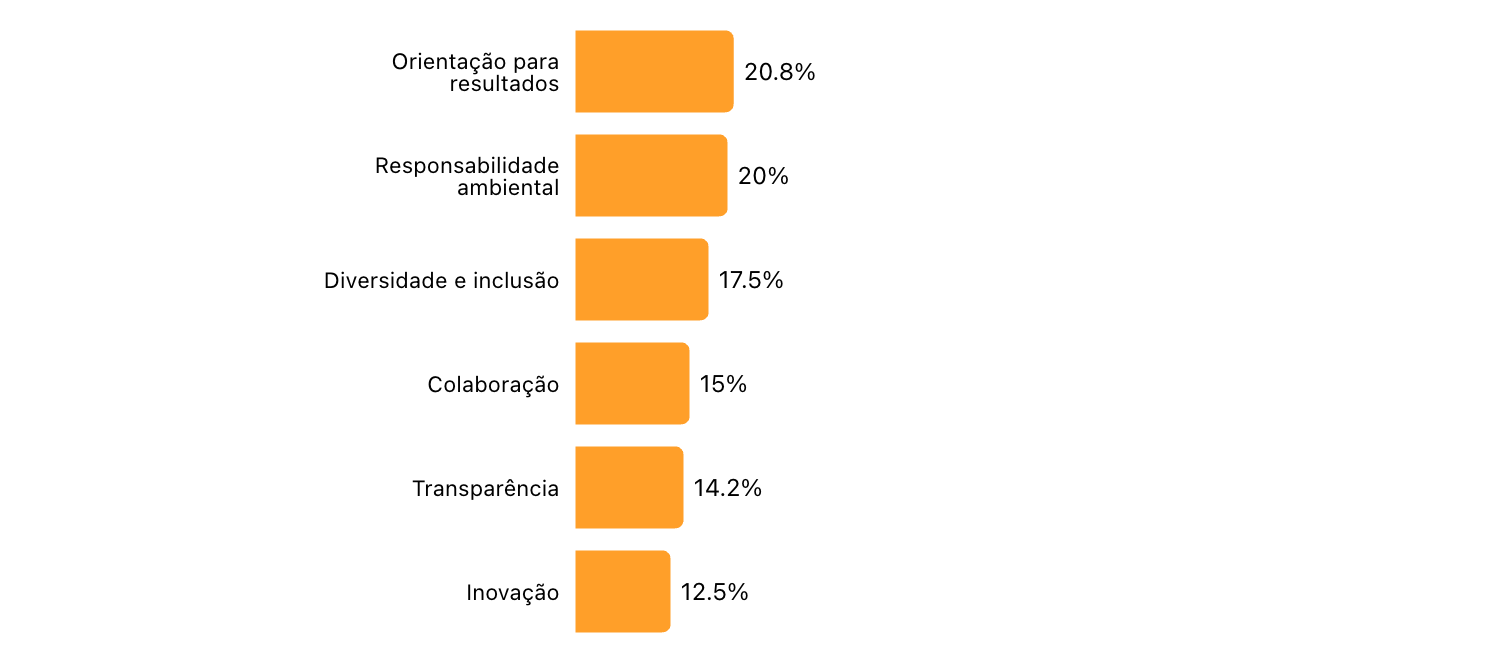 Orientação para
resultados
20.8%
Responsabilidade
ambiental
20%
Diversidade e inclusão
17.5%
Colaboração
15%
Transparência
14.2%
Inovação
12.5%